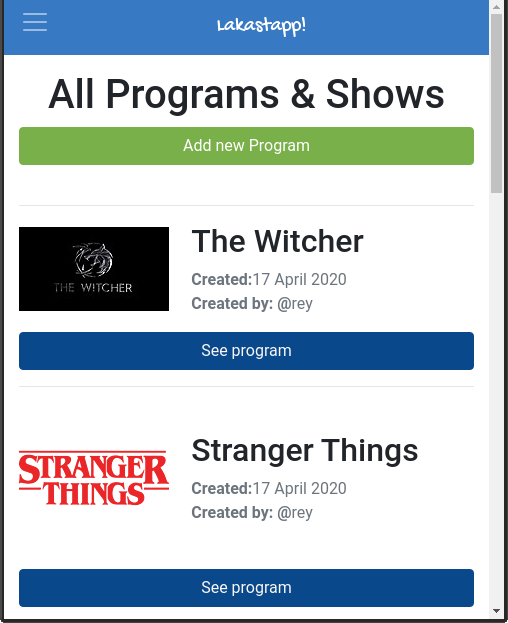 Lakastapp!
All Programs & Shows
Add new Program
THE WITCHER
The Witcher
Created:17 April 2020
Created by: @rey
See program
STRANGER
THINGS
Stranger Things
Created:17 April 2020
Created by: @rey
See program